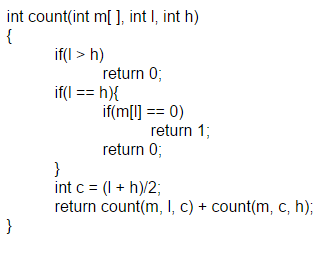 int count(int m[ ], int l, int h)
{
if(l > h)
return 0;
if(l == h){
if(m[l] == 0)
return 1;
return 0;
}
int c = (l + h)/2;
return count(m, l, c) + count(m, c, h);
}